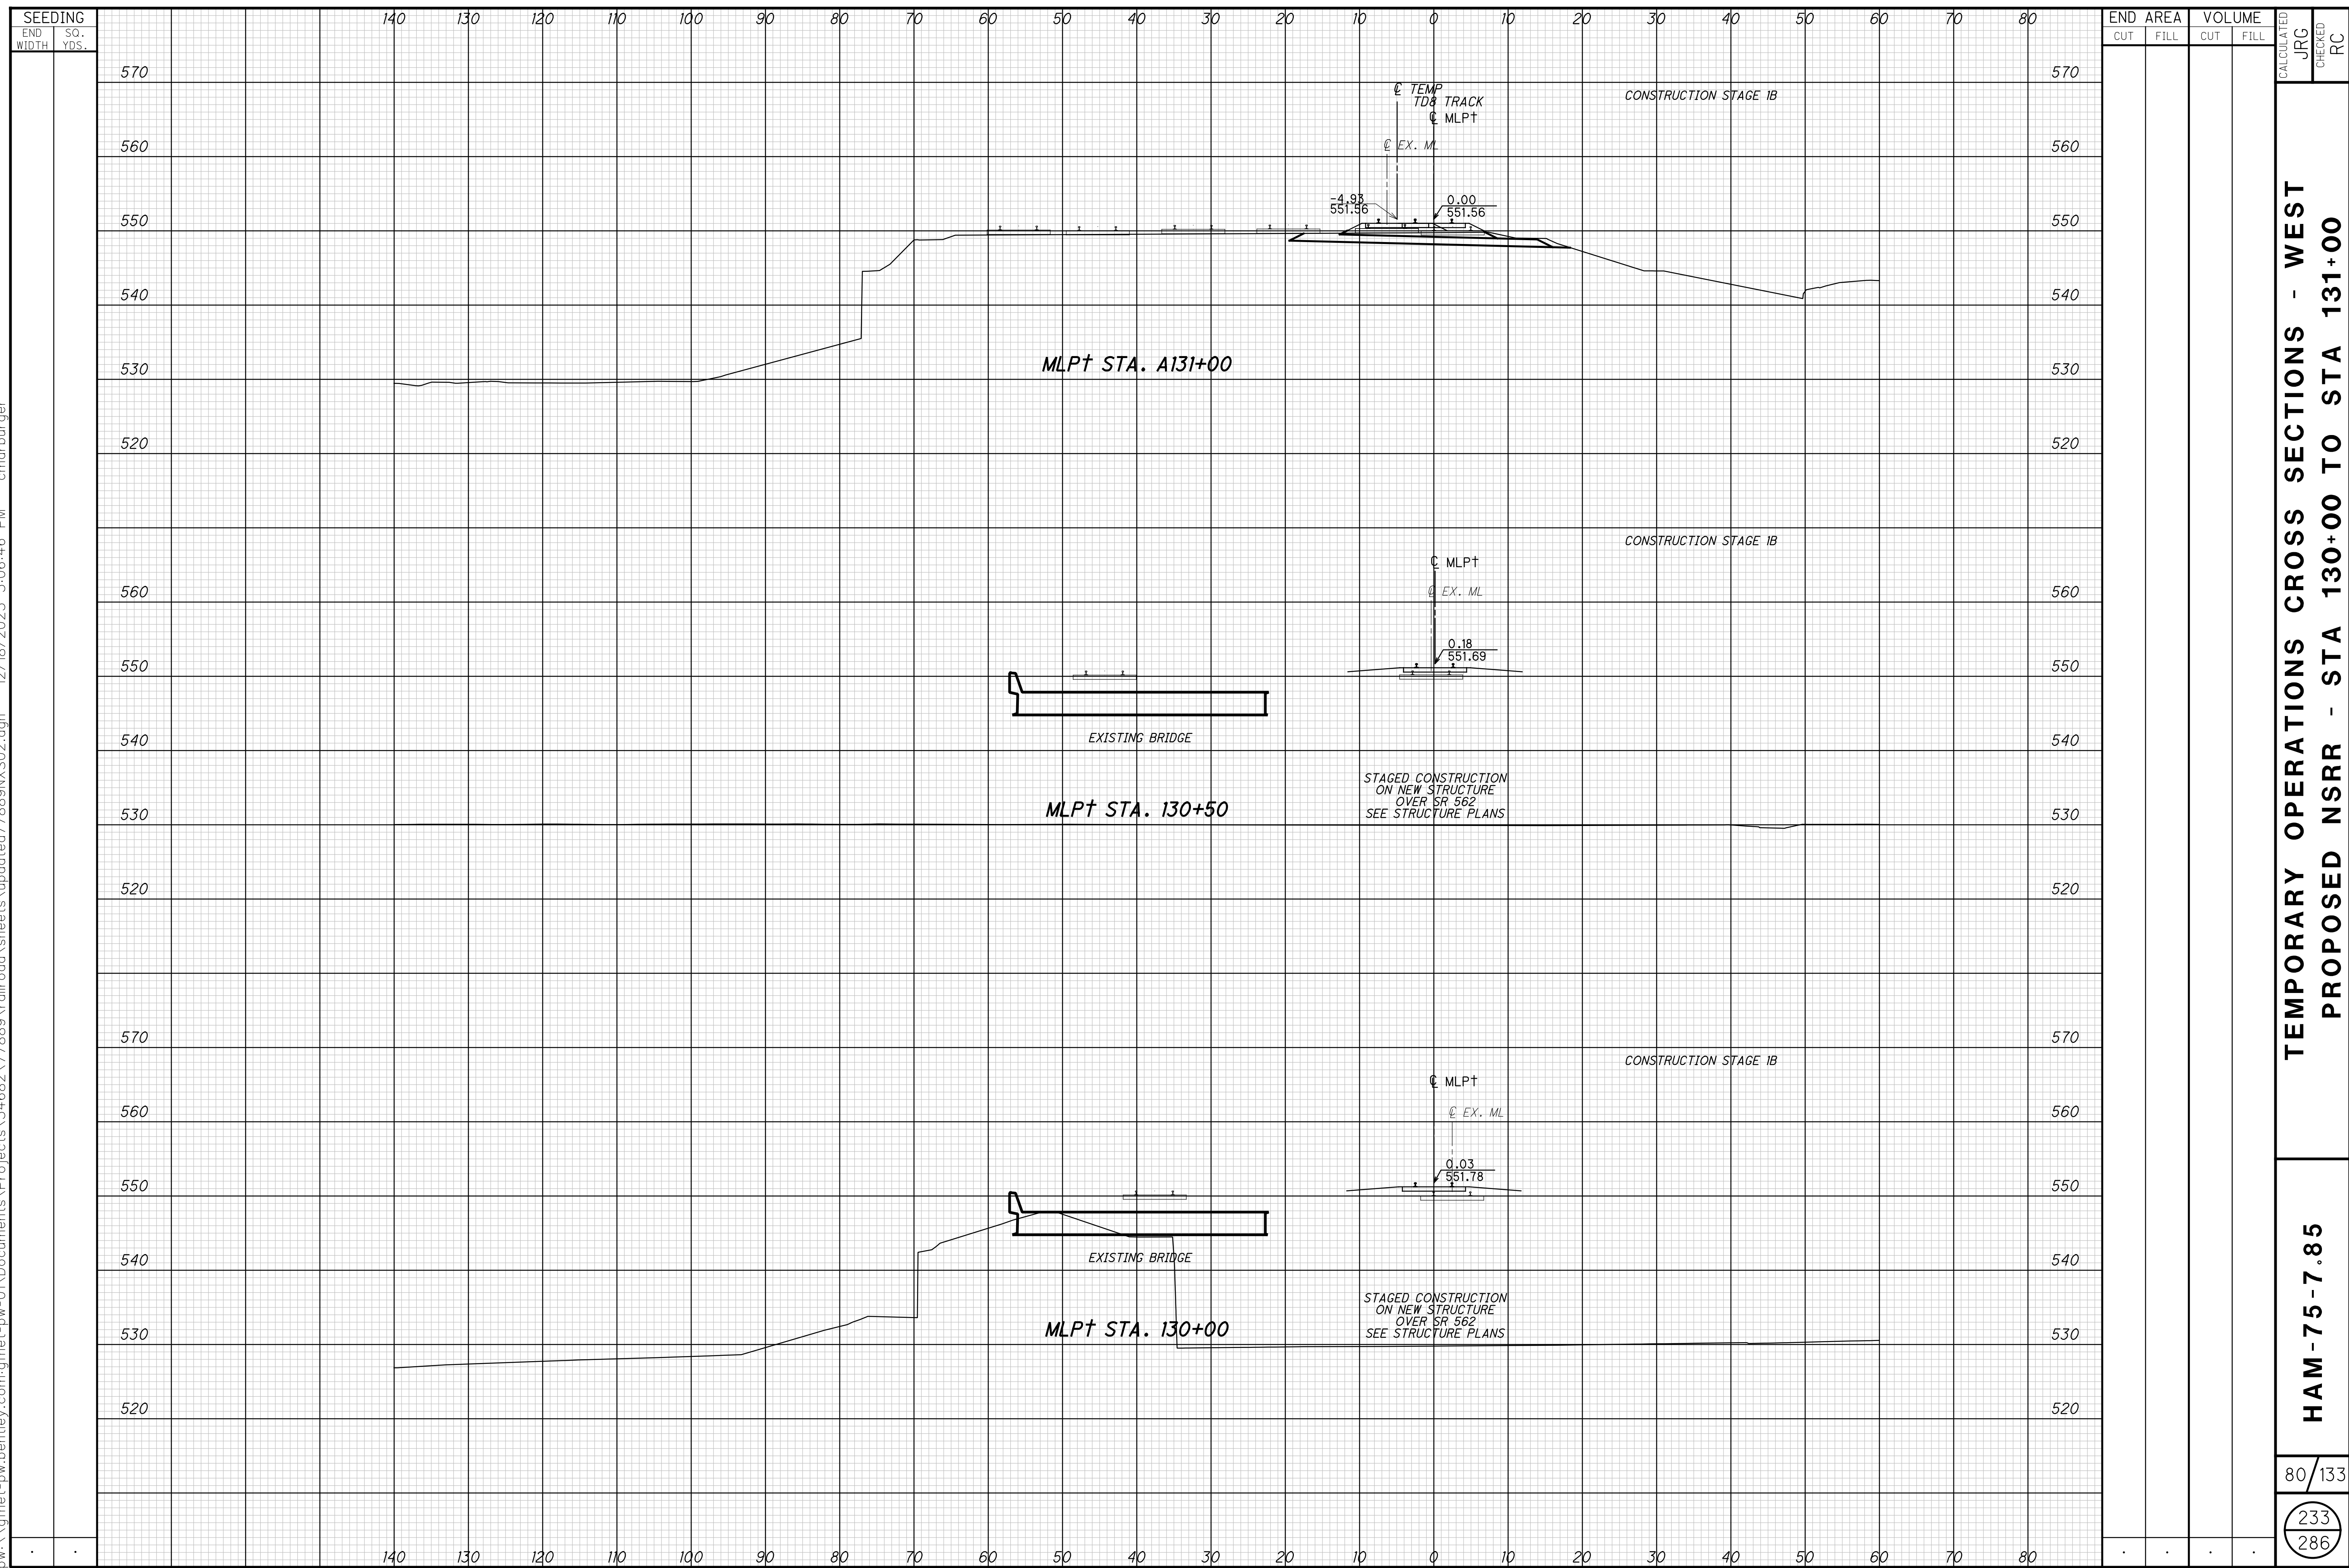 SEEDING
END WIDTH
SQ. YDS.
140 130 120 110 100 90 80 70 60 50 40 30 20 10 0 10 20 30 40 50 60 70 80
END AREA VOLUME
CUT FILL CUT FILL
CALCULATED
JRG
CHECKED
RC
570 570
℄ TEMP
TD8 TRACK
CONSTRUCTION STAGE 1B
℄ MLP†
560 ℄ EX. ML 560
-4.93
551.56
0.00
551.56
550 550
540 540
MLP† STA. A131+00
530 530
520 520
CONSTRUCTION STAGE 1B
℄ MLP†
560 ℄ EX. ML 560
0.18
551.69
550 550
540 EXISTING BRIDGE 540
STAGED CONSTRUCTION
ON NEW STRUCTURE
OVER SR 562
SEE STRUCTURE PLANS
MLP† STA. 130+50
530 530
520 520
570 570
CONSTRUCTION STAGE 1B
℄ MLP†
560 ℄ EX. ML 560
0.03
551.78
550 550
540 EXISTING BRIDGE 540
STAGED CONSTRUCTION
ON NEW STRUCTURE
OVER SR 562
SEE STRUCTURE PLANS
MLP† STA. 130+00
530 530
520 520
140 130 120 110 100 90 80 70 60 50 40 30 20 10 0 10 20 30 40 50 60 70 80
TEMPORARY OPERATIONS CROSS SECTIONS - WEST
PROPOSED NSRR - STA 130+00 TO STA 131+00
HAM-75-7.85
80/133
233
286